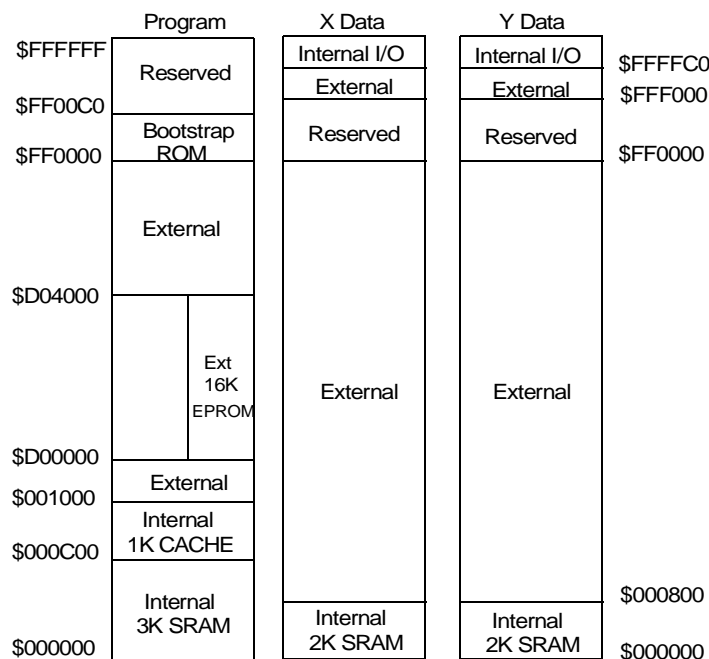 Program X Data Y Data
$FFFFFF
Reserved
Internal I/O
Internal I/O
$FFFFC0
External
External
$FFF000
$FF00C0
Bootstrap
ROM
Reserved
Reserved
$FF0000
$FF0000
External
$D04000
Ext
16K
EPROM
External
External
$D00000
External
$001000
Internal
1K CACHE
$000C00
$000800
Internal
3K SRAM
Internal
2K SRAM
Internal
2K SRAM
$000000
$000000